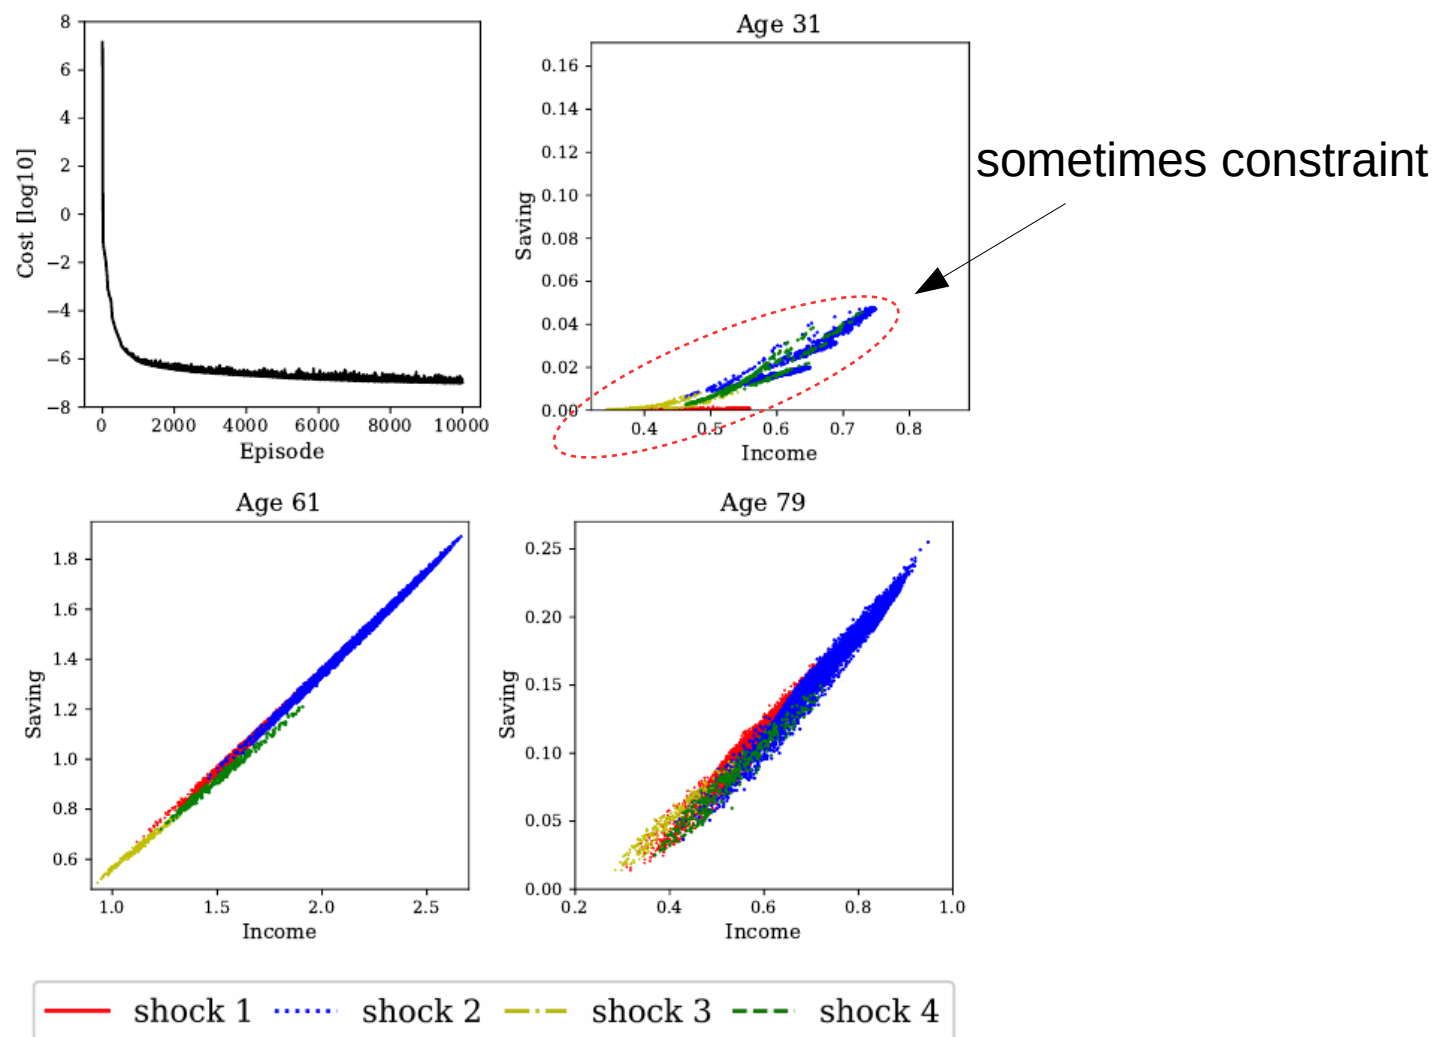 Age 31
8
6
4
2
0
−2
−4
−6
−8
Cost [log10]
0 2000 4000 6000 8000 10000
Episode
0.16
0.14
0.12
0.10
0.08
0.06
0.04
0.02
0.00
Saving
0.4 0.5 0.6 0.7 0.8
Income
sometimes constraint
Age 61
1.8
1.6
1.4
1.2
1.0
0.8
0.6
Saving
1.0 1.5 2.0 2.5
Income
Age 79
0.25
0.20
0.15
0.10
0.05
0.00
Saving
0.2 0.4 0.6 0.8 1.0
Income
shock 1 shock 2 shock 3 shock 4